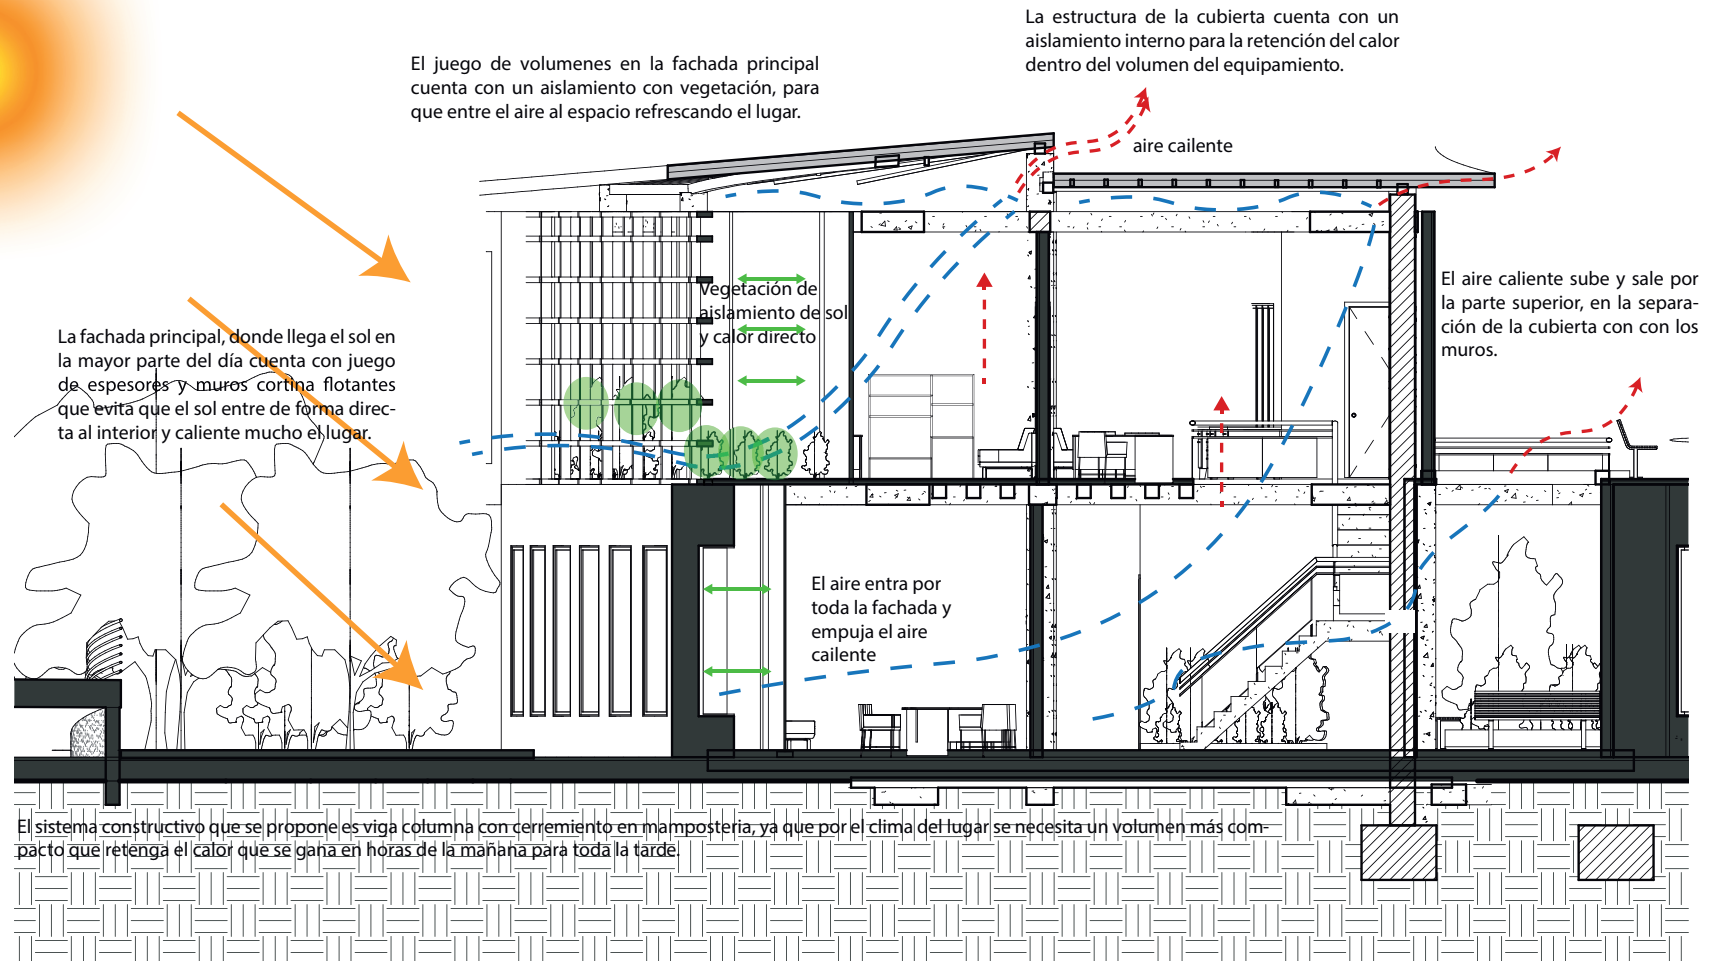 La estructura de la cubierta cuenta con un
aislamiento interno para la retención del calor
dentro del volumen del equipamiento.
El juego de volumenes en la fachada principal
cuenta con un aislamiento con vegetación, para
que entre el aire al espacio refrescando el lugar.
aire cailente
El aire caliente sube y sale por
la parte superior, en la separa-
ción de la cubierta con con los
muros.
Vegetación de
aislamiento de sol
y calor directo
La fachada principal, donde llega el sol en
la mayor parte del día cuenta con juego
de espesores y muros cortina flotantes
que evita que el sol entre de forma direc-
ta al interior y caliente mucho el lugar.
El aire entra por
toda la fachada y
empuja el aire
cailente
El sistema constructivo que se propone es viga columna con cerremiento en mamposteria, ya que por el clima del lugar se necesita un volumen más com-
pacto que retenga el calor que se gana en horas de la mañana para toda la tarde.